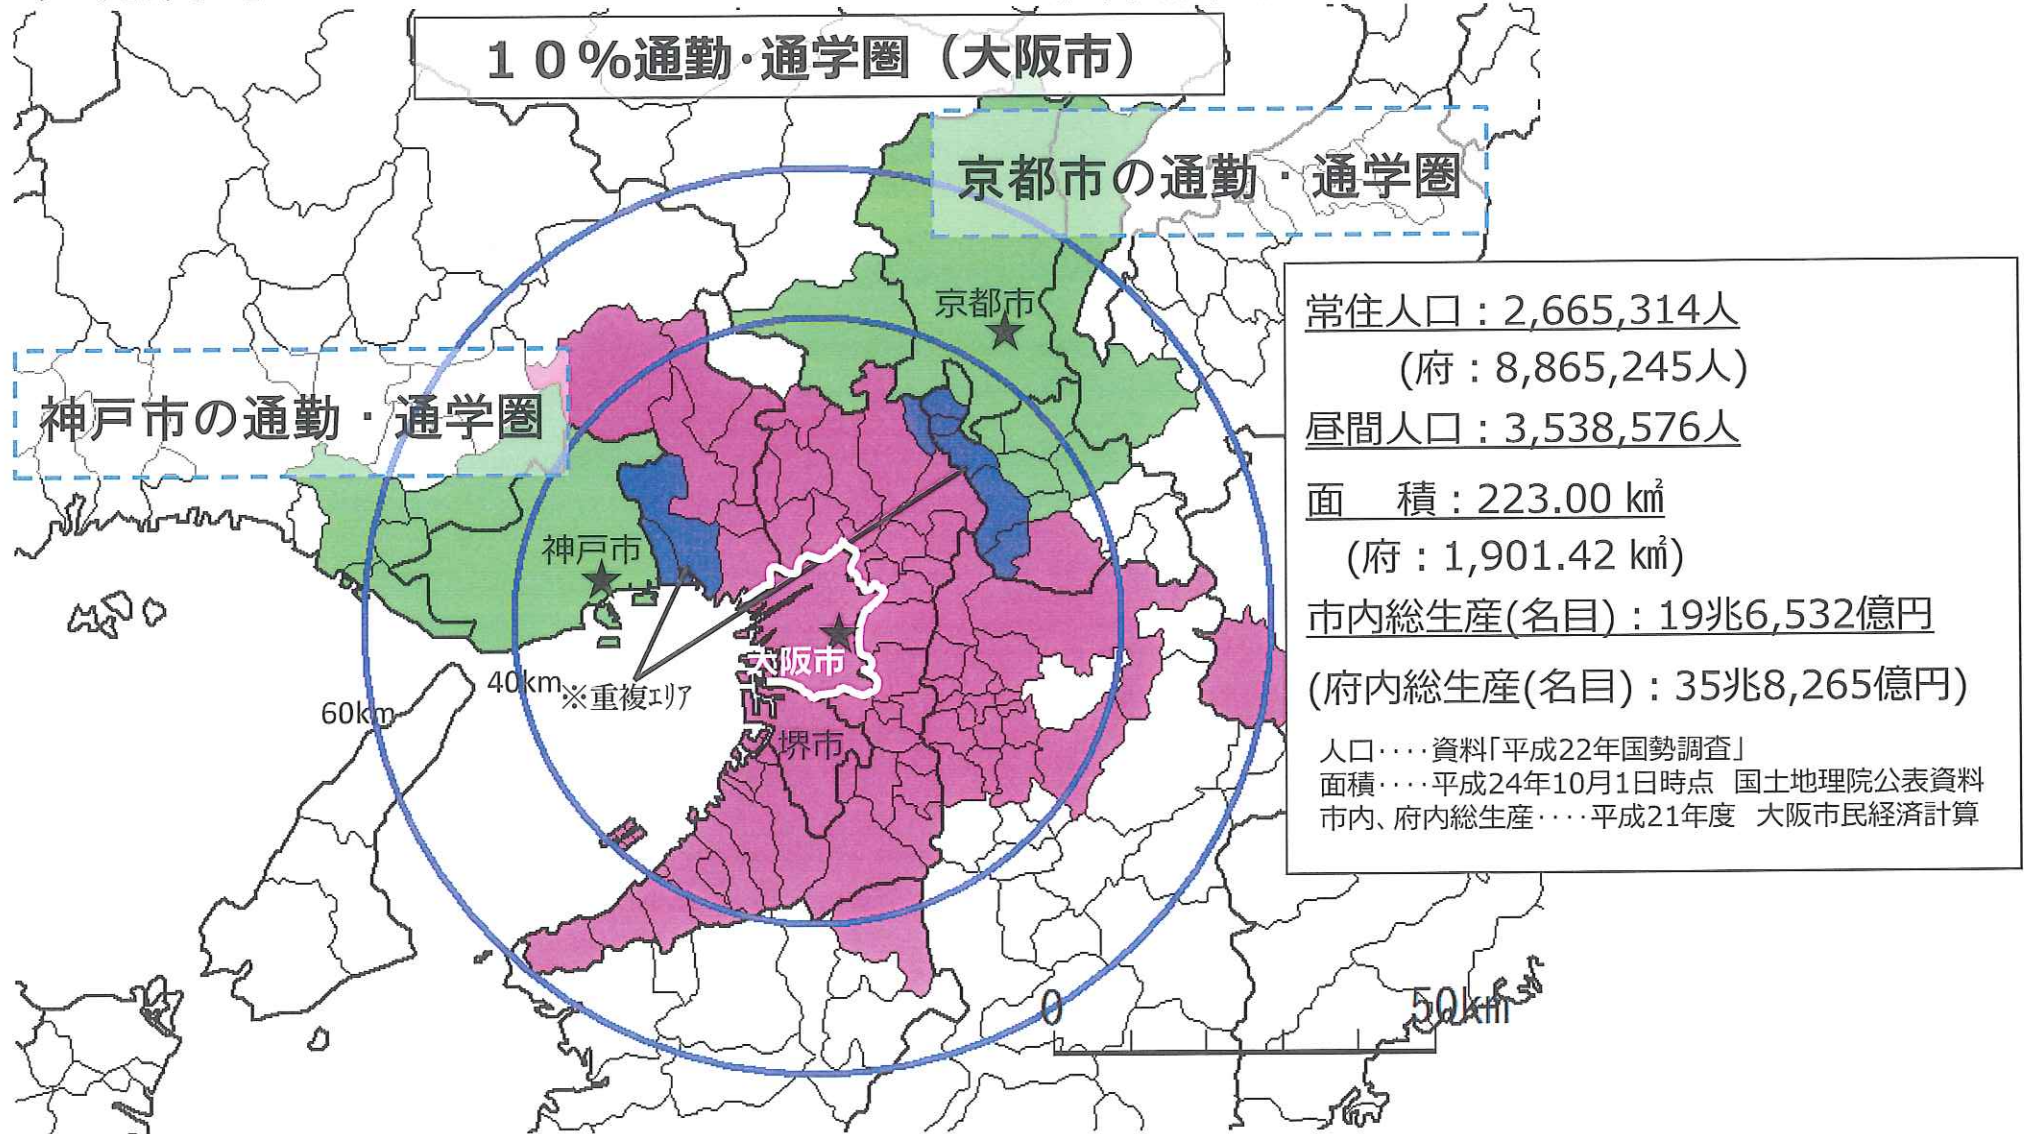 １０％通勤･通学圏（大阪市）
京都市の通勤・通学圏
京都市
神戸市の通勤・通学圏
神戸市
大阪市
40km
※重複ｴﾘｱ
60km
堺市
0
50km
常住人口：2,665,314人
(府：8,865,245人)
昼間人口：3,538,576人
面　積：223.00 ㎢
(府：1,901.42 ㎢)
市内総生産(名目)：19兆6,532億円
(府内総生産(名目)：35兆8,265億円)
人口‥‥資料｢平成22年国勢調査｣
面積‥‥平成24年10月1日時点 国土地理院公表資料
市内、府内総生産‥‥平成21年度 大阪市民経済計算